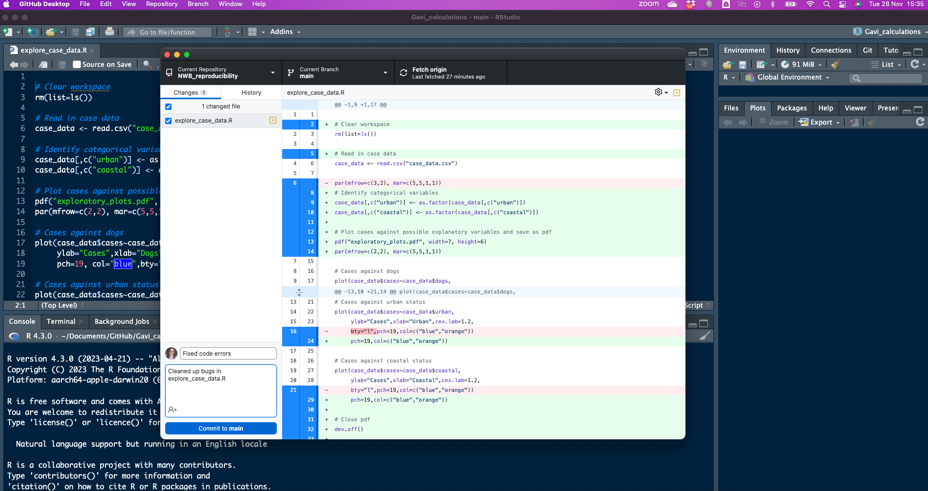 GitHub Desktop File Edit View Repository Branch Window Help
zoom Tue 28 Nov 15:35
Gavi_calculations - main - RStudio
Go to file/function Addins
Gavi_calculations
explore_case_data.R
Source on Save
1
2 # Clear workspace
3 rm(list=ls())
4
5 # Read in case data
6 case_data <- read.csv("case_
7
8 # Identify categorical varia
9 case_data[,c("urban")] <- as.
10 case_data[,c("coastal")] <- a
11
12 # Plot cases against possibl
13 pdf("exploratory_plots.pdf",
14 par(mfrow=c(2,2), mar=c(5,5,
15
16 # Cases against dogs
17 plot(case_data$cases~case_dat
18 ylab="Cases",xlab="Dogs
19 pch=19, col="blue",bty=
20
21 # Cases against urban status
22 plot(case_data$cases~case_dat
2:1 (Top Level)
Script
Console Terminal Background Jobs
R 4.3.0 · ~/Documents/GitHub/Gavi_ca
R version 4.3.0 (2023-04-21) -- "Al
Copyright (C) 2023 The R Foundation
Platform: aarch64-apple-darwin20 (6
R is free software and comes with A
You are welcome to redistribute it
Type 'license()' or 'licence()' for
Natural language support but running in an English locale
R is a collaborative project with many contributors.
Type 'contributors()' for more information and
'citation()' on how to cite R or R packages in publications.
Current Repository
NWB_reproducibility
Current Branch
main
Fetch origin
Last fetched 27 minutes ago
Changes 1 History
1 changed file
explore_case_data.R
Fixed code errors
Cleaned up bugs in
explore_case_data.R
Commit to main
explore_case_data.R
@@ -1,9 +1,17 @@
1 1
2 + # Clear workspace
2 3 rm(list=ls())
3 4
5 + # Read in case data
4 6 case_data <- read.csv("case_data.csv")
5 7
6 - par(mfrow=c(3,2), mar=c(5,5,1,1))
8 + # Identify categorical variables
9 + case_data[,c("urban")] <- as.factor(case_data[,c("urban")])
10 + case_data[,c("coastal")] <- as.factor(case_data[,c("coastal")])
11 +
12 + # Plot cases against possible explanatory variables and save as pdf
13 + pdf("exploratory_plots.pdf", width=7, height=6)
14 + par(mfrow=c(2,2), mar=c(5,5,1,1))
7 15
8 16 # Cases against dogs
9 17 plot(case_data$cases~case_data$dogs,
@@ -13,10 +21,14 @@ plot(case_data$cases~case_data$dogs,
13 21 # Cases against urban status
14 22 plot(case_data$cases~case_data$urban,
15 23 ylab="Cases",xlab="Urban",cex.lab=1.2,
16 - bty="l",pch=19,col=c("blue","orange"))
24 + pch=19,col=c("blue","orange"))
17 25
18 26 # Cases against coastal status
19 27 plot(case_data$cases~case_data$coastal,
20 28 ylab="Cases",xlab="Coastal",cex.lab=1.2,
21 - bty="l",pch=19,col=c("blue","orange"))
29 + pch=19,col=c("blue","orange"))
30 +
31 + # Close pdf
32 + dev.off()
Environment History Connections Git Tuto
91 MiB List
R Global Environment
Files Plots Packages Help Viewer Presen
Zoom Export